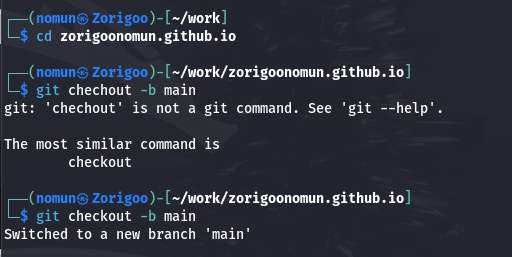 ┌──(nomun㉿Zorigoo)-[~/work]
└─$ cd zorigoonomun.github.io
┌──(nomun㉿Zorigoo)-[~/work/zorigoonomun.github.io]
└─$ git chechout -b main
git: 'chechout' is not a git command. See 'git --help'.
The most similar command is
checkout
┌──(nomun㉿Zorigoo)-[~/work/zorigoonomun.github.io]
└─$ git checkout -b main
Switched to a new branch 'main'